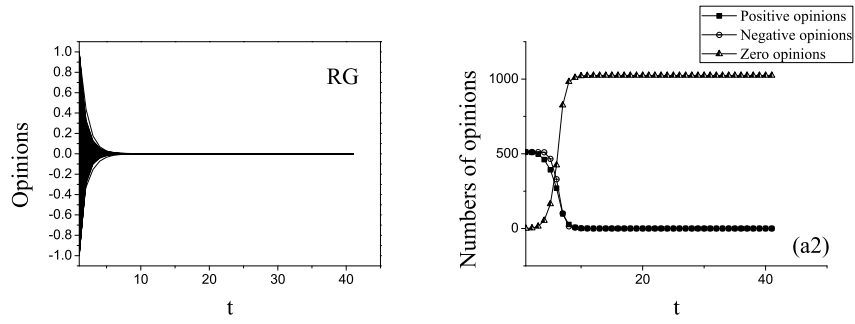 1.0
0.8
0.6
0.4
0.2
0.0
-0.2
-0.4
-0.6
-0.8
-1.0
Opinions
RG
10
20
30
40
t
Positive opinions
Negative opinions
Zero opinions
1000
500
0
Numbers of opinions
(a2)
20
40
t